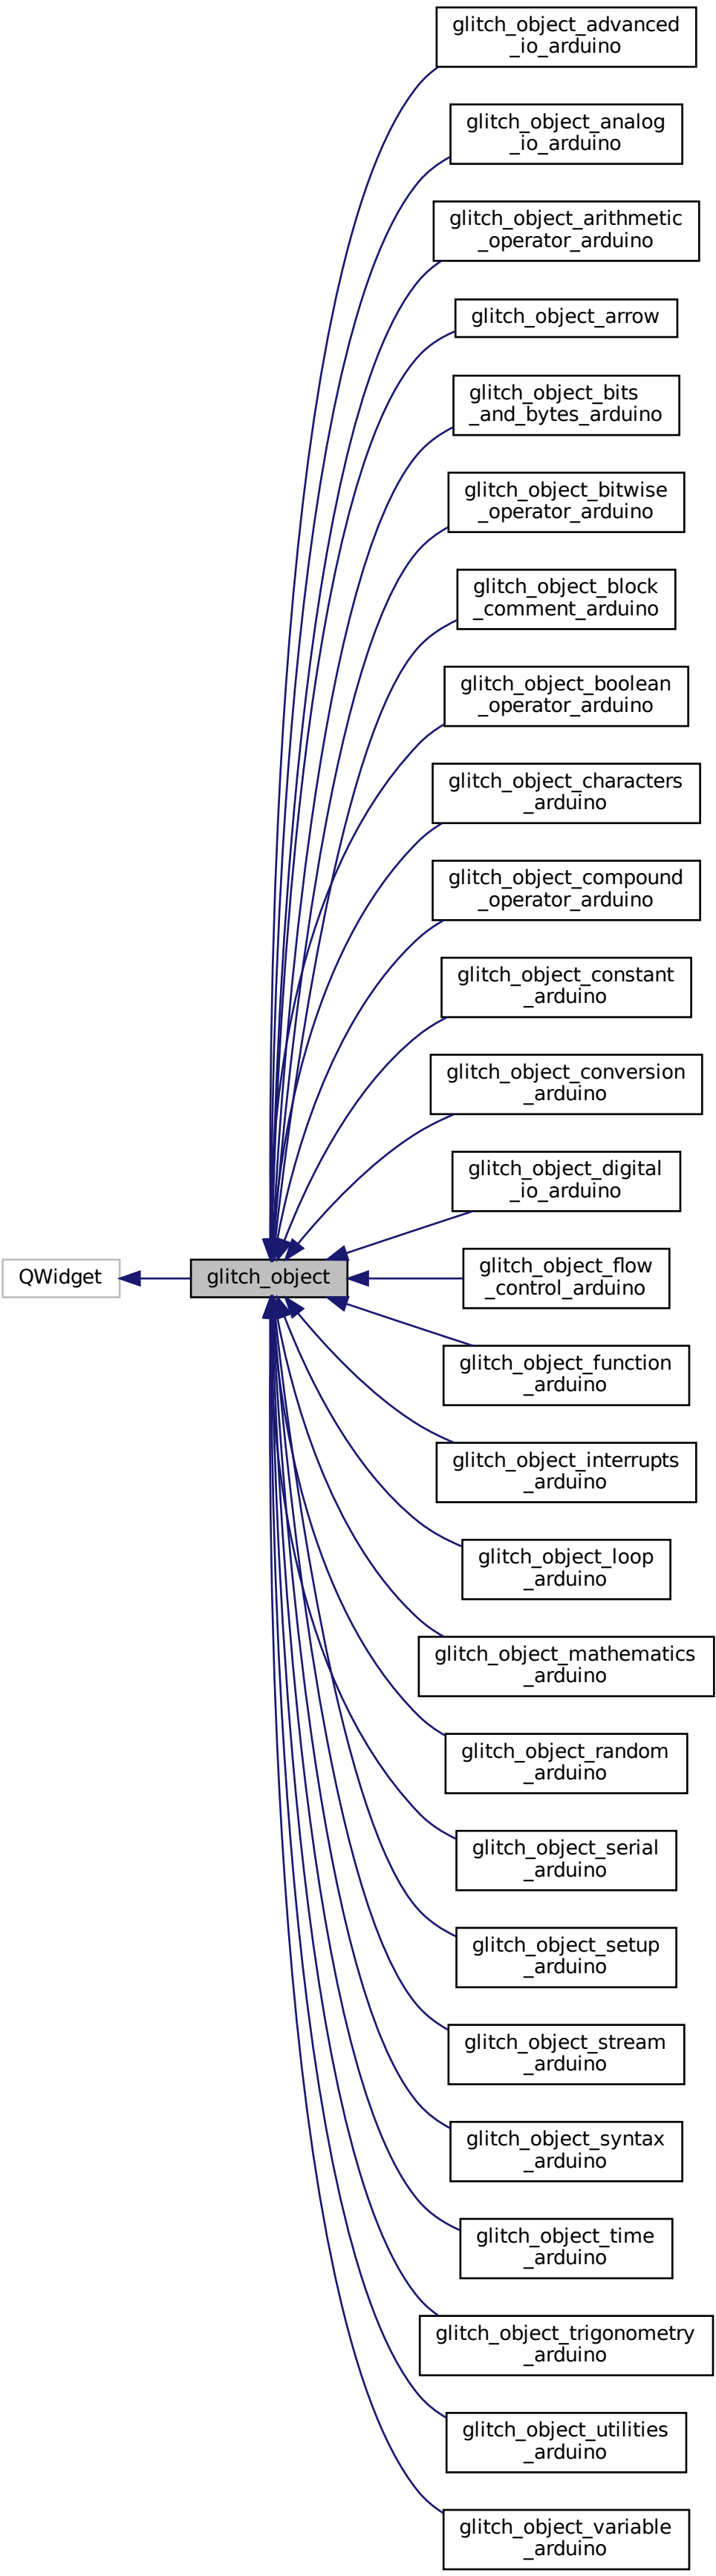 glitch_object_advanced
_io_arduino
glitch_object_analog
_io_arduino
glitch_object_arithmetic
_operator_arduino
glitch_object_arrow
glitch_object_bits
_and_bytes_arduino
glitch_object_bitwise
_operator_arduino
glitch_object_block
_comment_arduino
glitch_object_boolean
_operator_arduino
glitch_object_characters
_arduino
glitch_object_compound
_operator_arduino
glitch_object_constant
_arduino
glitch_object_conversion
_arduino
glitch_object_digital
_io_arduino
QWidget
glitch_object
glitch_object_flow
_control_arduino
glitch_object_function
_arduino
glitch_object_interrupts
_arduino
glitch_object_loop
_arduino
glitch_object_mathematics
_arduino
glitch_object_random
_arduino
glitch_object_serial
_arduino
glitch_object_setup
_arduino
glitch_object_stream
_arduino
glitch_object_syntax
_arduino
glitch_object_time
_arduino
glitch_object_trigonometry
_arduino
glitch_object_utilities
_arduino
glitch_object_variable
_arduino